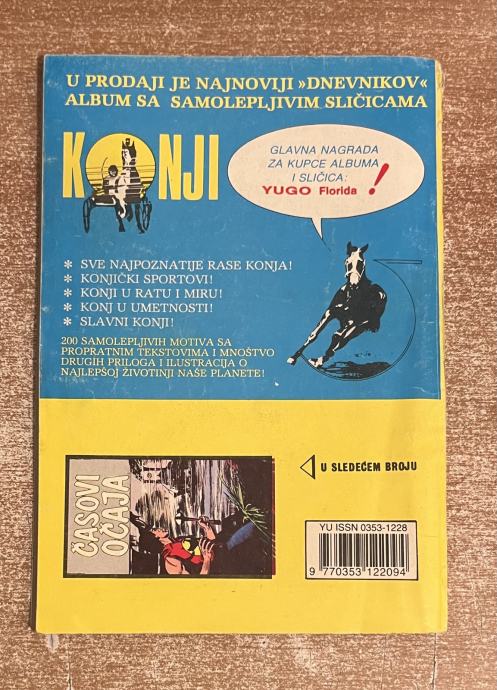 U PRODAJI JE NAJNOVIJI »DNEVNIKOV«
ALBUM SA SAMOLEPLJIVIM SLIČICAMA
KONJI
GLAVNA NAGRADA
ZA KUPCE ALBUMA
I SLIČICA:
YUGO Florida !
* SVE NAJPOZNATIJE RASE KONJA!
* KONJIČKI SPORTOVI!
* KONJI U RATU I MIRU!
* KONJ U UMETNOSTI!
* SLAVNI KONJI!
200 SAMOLEPLJIVIH MOTIVA SA
PROPRATNIM TEKSTOVIMA I MNOŠTVO
DRUGIH PRILOGA I ILUSTRACIJA O
NAJLEPŠOJ ŽIVOTINJI NAŠE PLANETE!
ČASOVI
OČAJA
U SLEDEĆEM BROJU
YU ISSN 0353-1228
9 770353 122094